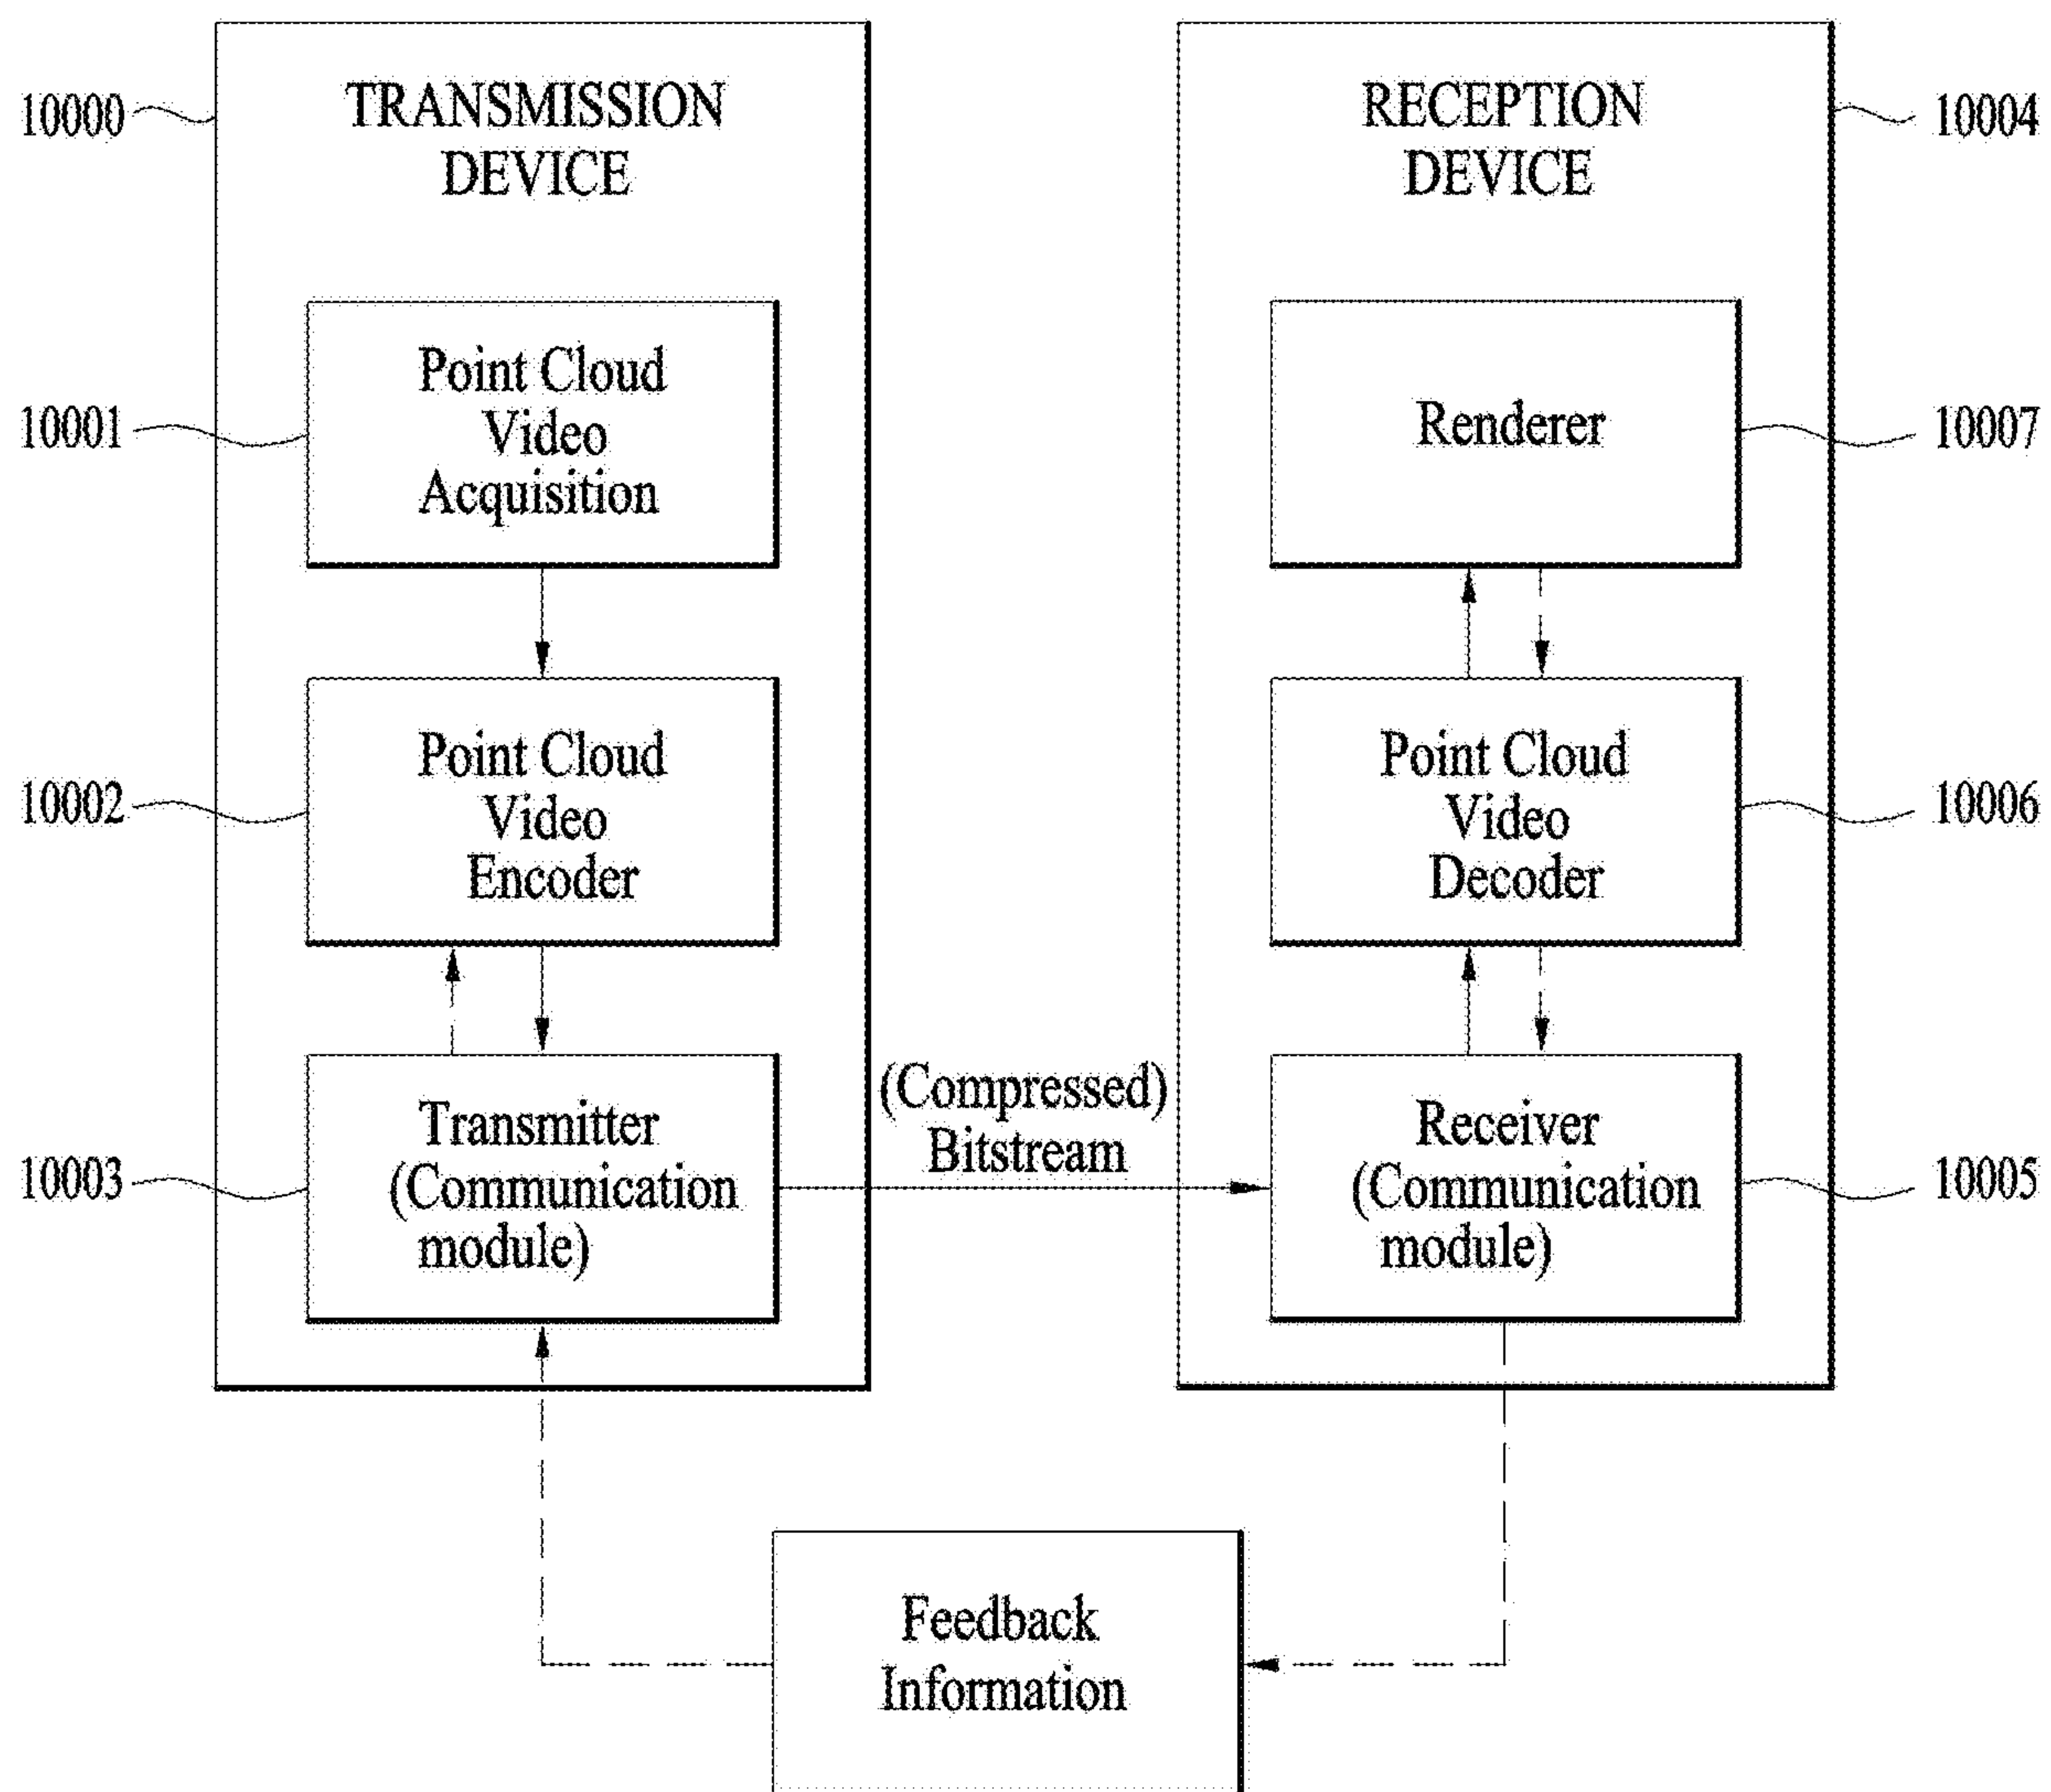 10000
TRANSMISSION
DEVICE
10001
Point Cloud
Video
Acquisition
10002
Point Cloud
Video
Encoder
10003
Transmitter
(Communication
module)
(Compressed)
Bitstream
RECEPTION
DEVICE
10004
Renderer
10007
Point Cloud
Video
Decoder
10006
Receiver
(Communication
module)
10005
Feedback
Information